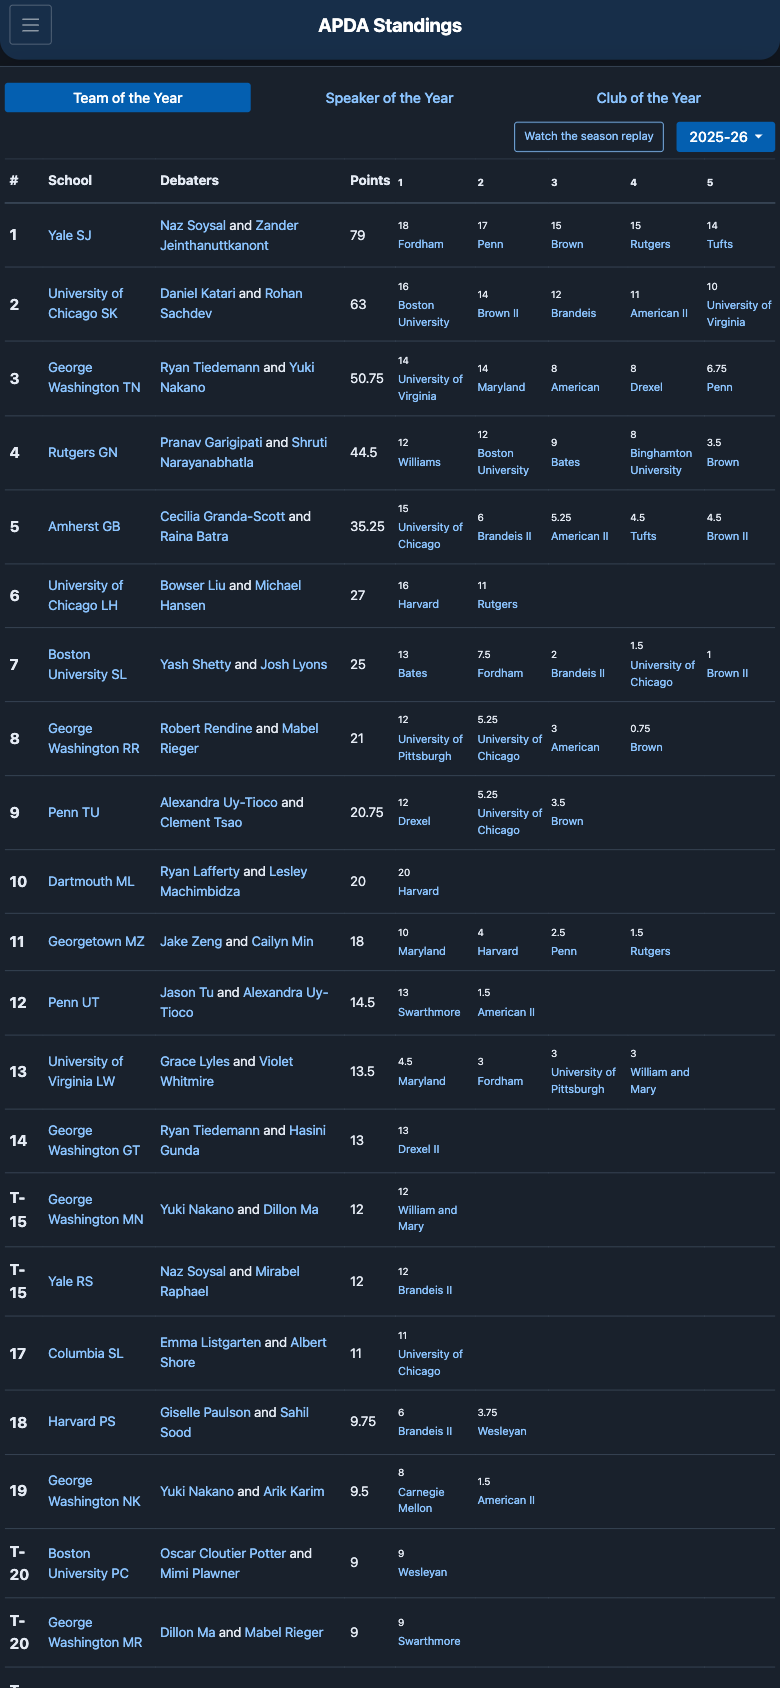 APDA Standings
Team of the Year
Speaker of the Year
Club of the Year
Watch the season replay
2025-26
# School Debaters Points 1 2 3 4 5
1 Yale SJ Naz Soysal and Zander Jeinthanuttkanont 79 18 Fordham 17 Penn 15 Brown 15 Rutgers 14 Tufts
2 University of Chicago SK Daniel Katari and Rohan Sachdev 63 16 Boston University 14 Brown II 12 Brandeis 11 American II 10 University of Virginia
3 George Washington TN Ryan Tiedemann and Yuki Nakano 50.75 14 University of Virginia 14 Maryland 8 American 8 Drexel 6.75 Penn
4 Rutgers GN Pranav Garigipati and Shruti Narayanabhatla 44.5 12 Williams 12 Boston University 9 Bates 8 Binghamton University 3.5 Brown
5 Amherst GB Cecilia Granda-Scott and Raina Batra 35.25 15 University of Chicago 6 Brandeis II 5.25 American II 4.5 Tufts 4.5 Brown II
6 University of Chicago LH Bowser Liu and Michael Hansen 27 16 Harvard 11 Rutgers
7 Boston University SL Yash Shetty and Josh Lyons 25 13 Bates 7.5 Fordham 2 Brandeis II 1.5 University of Chicago 1 Brown II
8 George Washington RR Robert Rendine and Mabel Rieger 21 12 University of Pittsburgh 5.25 University of Chicago 3 American 0.75 Brown
9 Penn TU Alexandra Uy-Tioco and Clement Tsao 20.75 12 Drexel 5.25 University of Chicago 3.5 Brown
10 Dartmouth ML Ryan Lafferty and Lesley Machimbidza 20 20 Harvard
11 Georgetown MZ Jake Zeng and Cailyn Min 18 10 Maryland 4 Harvard 2.5 Penn 1.5 Rutgers
12 Penn UT Jason Tu and Alexandra Uy-Tioco 14.5 13 Swarthmore 1.5 American II
13 University of Virginia LW Grace Lyles and Violet Whitmire 13.5 4.5 Maryland 3 Fordham 3 University of Pittsburgh 3 William and Mary
14 George Washington GT Ryan Tiedemann and Hasini Gunda 13 13 Drexel II
T-15 George Washington MN Yuki Nakano and Dillon Ma 12 12 William and Mary
T-15 Yale RS Naz Soysal and Mirabel Raphael 12 12 Brandeis II
17 Columbia SL Emma Listgarten and Albert Shore 11 11 University of Chicago
18 Harvard PS Giselle Paulson and Sahil Sood 9.75 6 Brandeis II 3.75 Wesleyan
19 George Washington NK Yuki Nakano and Arik Karim 9.5 8 Carnegie Mellon 1.5 American II
T-20 Boston University PC Oscar Cloutier Potter and Mimi Plawner 9 9 Wesleyan
T-20 George Washington MR Dillon Ma and Mabel Rieger 9 9 Swarthmore